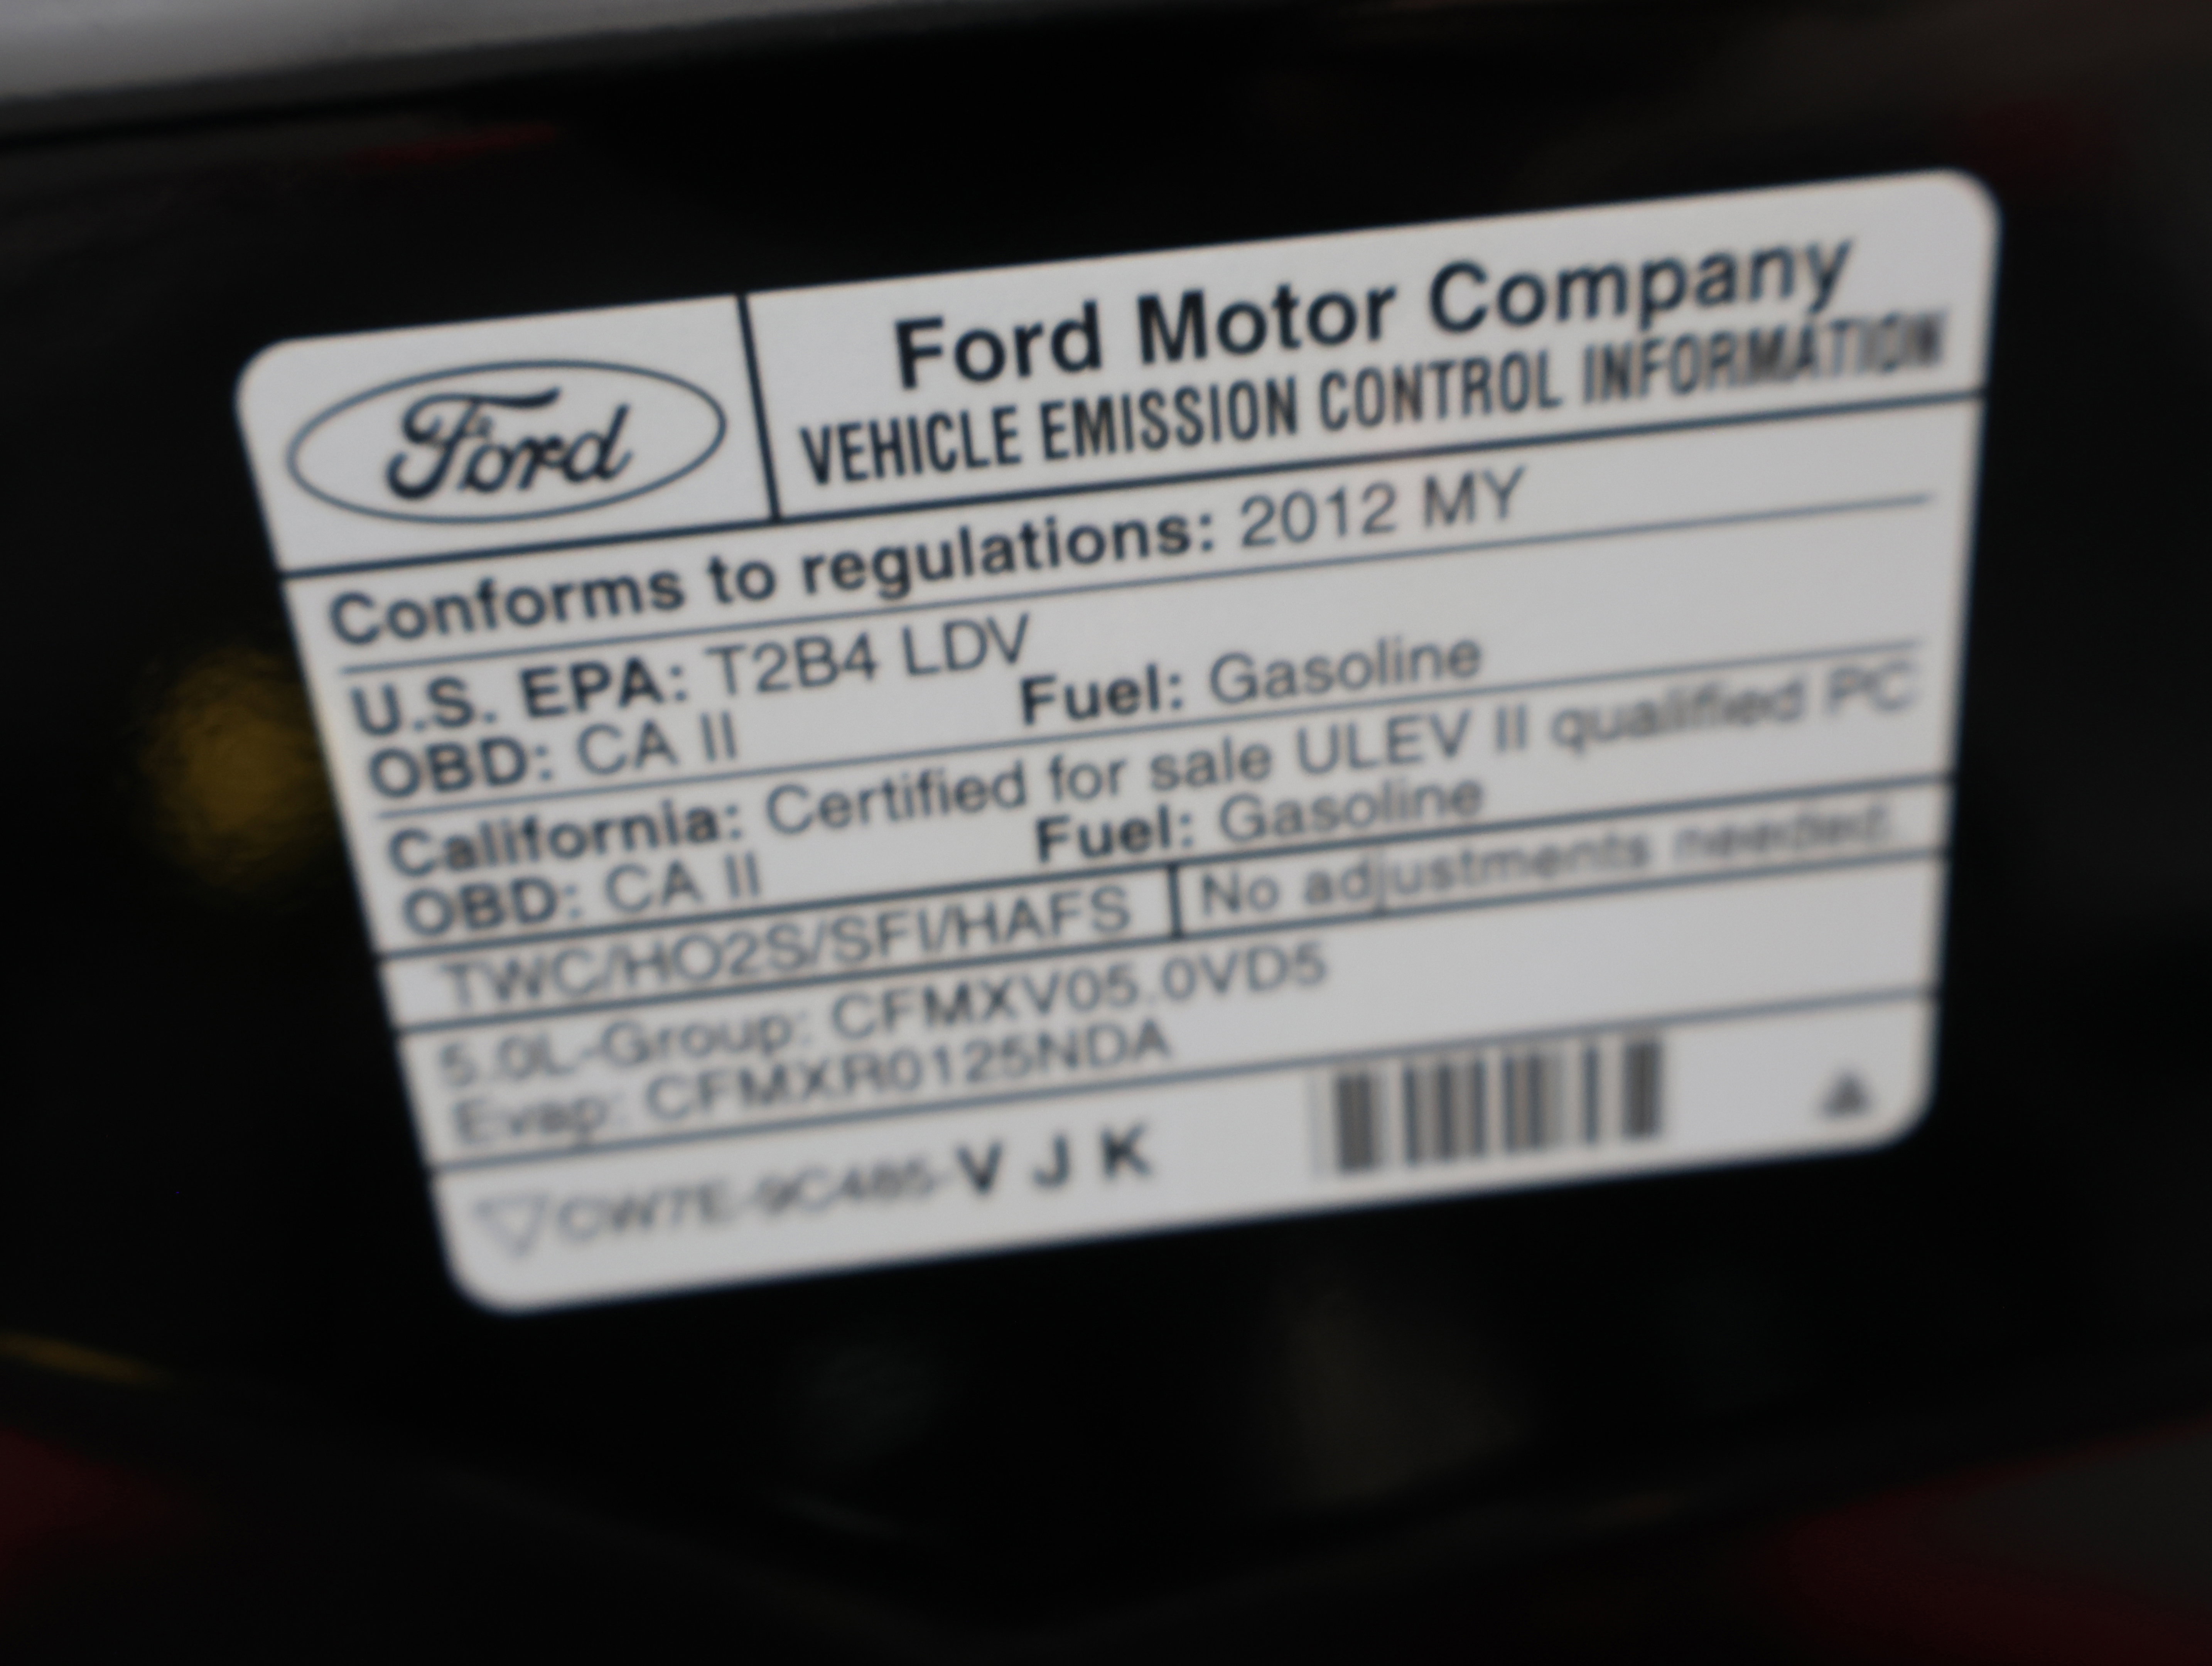 Ford
Ford Motor Company
VEHICLE EMISSION CONTROL INFORMATION
Conforms to regulations: 2012 MY
U.S. EPA: T2B4 LDV
OBD: CA II Fuel: Gasoline
California: Certified for sale ULEV II qualified PC
OBD: CA II Fuel: Gasoline
TWC/HO2S/SFI/HAFS No adjustments needed.
5.0L-Group: CFMXV05.0VD5
Evap: CFMXR0125NDA
CW7E-9C485-V J K